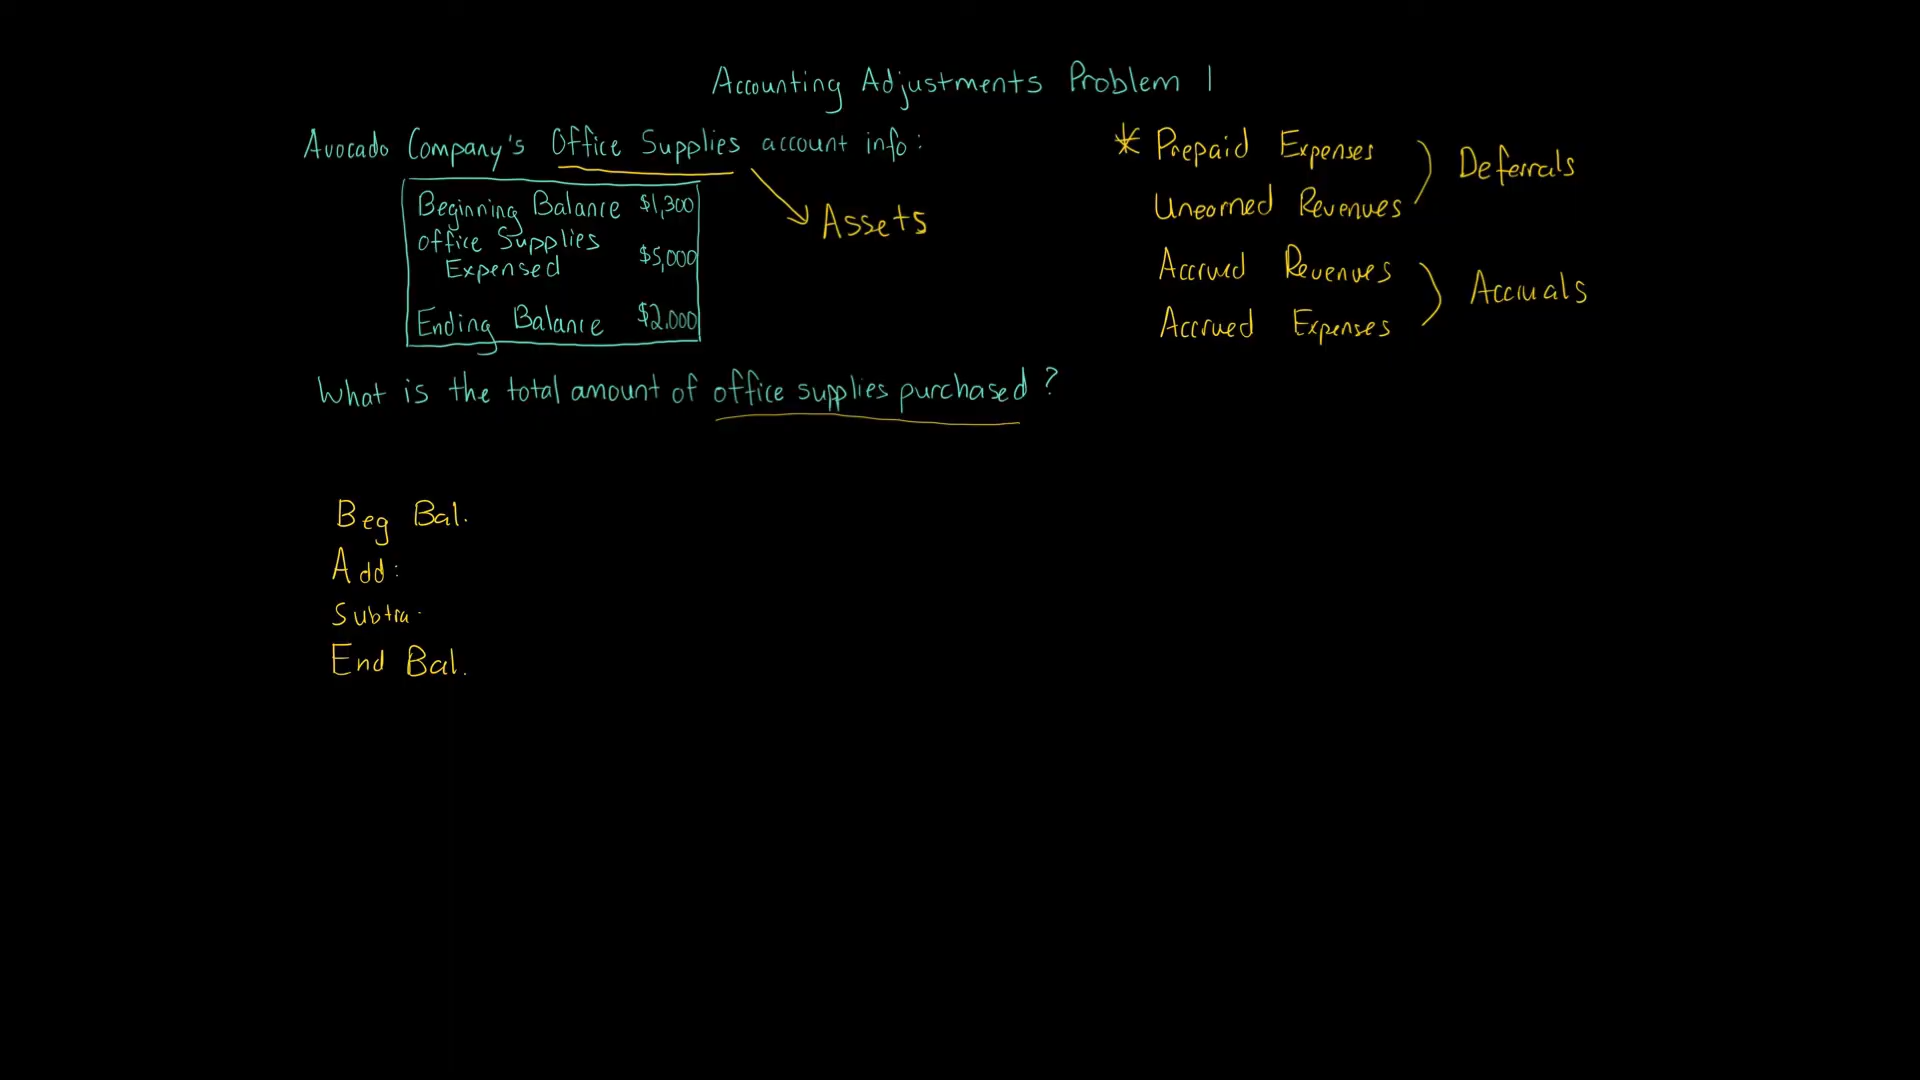 Accounting Adjustments Problem 1
Avocado Company's Office Supplies account info:
Beginning Balance $1,300
Office Supplies
Expensed $5,000
Ending Balance $2,000
Assets
* Prepaid Expenses
Unearned Revenues
Deferrals
Accrued Revenues
Accrued Expenses
Accruals
What is the total amount of office supplies purchased?
Beg Bal.
Add:
Subtra
End Bal.